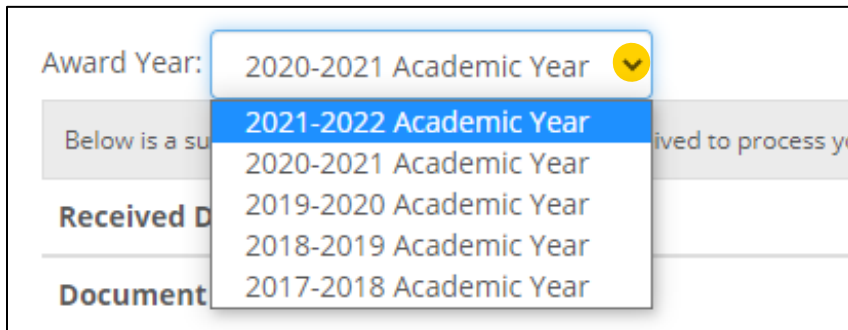 Award Year: 2020-2021 Academic Year
2021-2022 Academic Year
Below is a su ived to process
2020-2021 Academic Year
2019-2020 Academic Year
Received D
2018-2019 Academic Year
2017-2018 Academic Year
Document